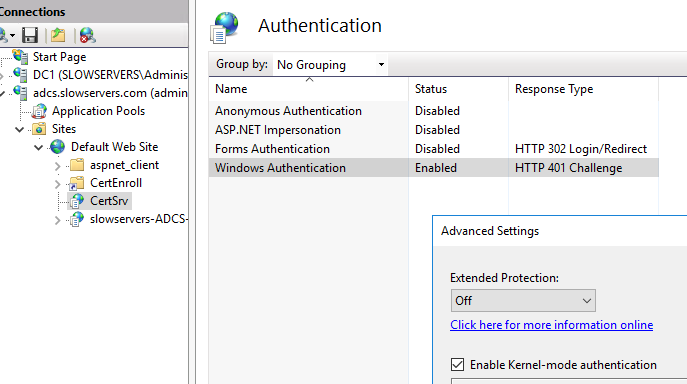 Connections
Start Page
DC1 (SLOWSERVERS\Adminis
adcs.slowservers.com (admin
Application Pools
Sites
Default Web Site
aspnet_client
CertEnroll
CertSrv
slowservers-ADCS-
Authentication
Group by: No Grouping
Name Status Response Type
Anonymous Authentication Disabled
ASP.NET Impersonation Disabled
Forms Authentication Disabled HTTP 302 Login/Redirect
Windows Authentication Enabled HTTP 401 Challenge
Advanced Settings
Extended Protection:
Off
Click here for more information online
Enable Kernel-mode authentication